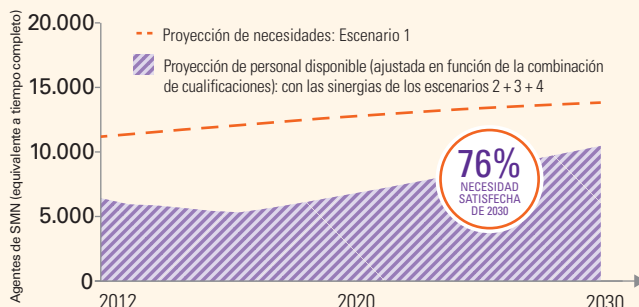 Agentes de SMN (equivalente a tiempo completo)
20.000
15.000
10.000
5.000
0
Proyección de necesidades: Escenario 1
Proyección de personal disponible (ajustada en función de la combinación
de cualificaciones): con las sinergias de los escenarios 2 + 3 + 4
76%
NECESIDAD
SATISFECHA
DE 2030
2012
2020
2030